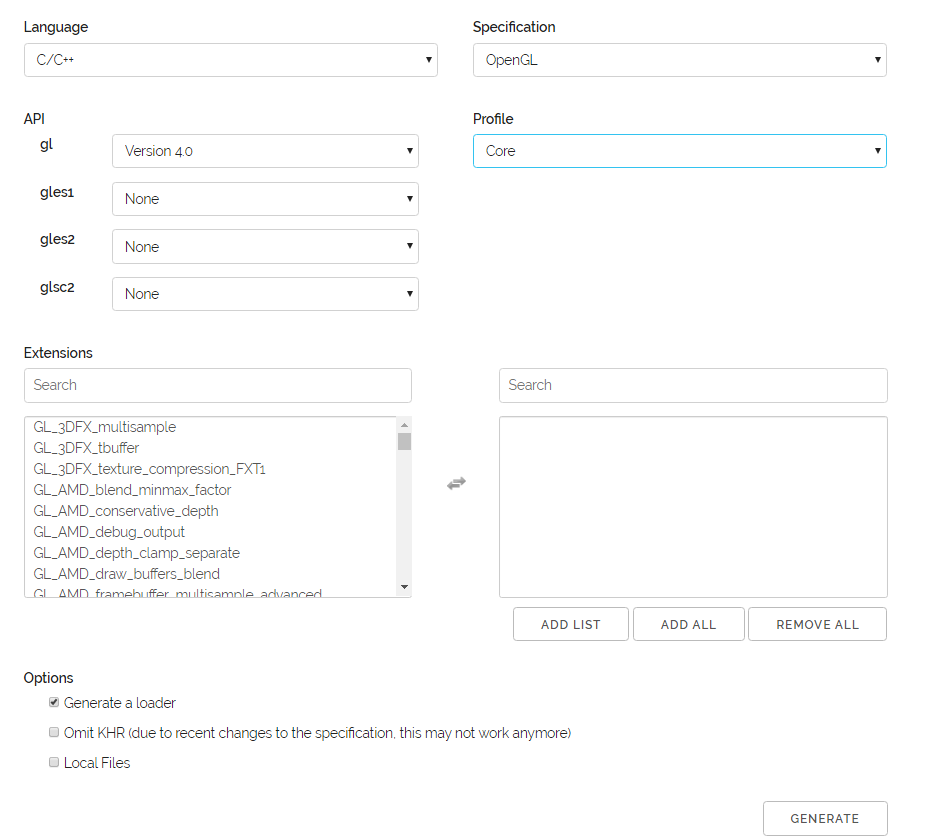 Language
Specification
C/C++
OpenGL
API
Profile
gl
Version 4.0
Core
gles1
None
gles2
None
glsc2
None
Extensions
Search
Search
GL_3DFX_multisample
GL_3DFX_tbuffer
GL_3DFX_texture_compression_FXT1
GL_AMD_blend_minmax_factor
GL_AMD_conservative_depth
GL_AMD_debug_output
GL_AMD_depth_clamp_separate
GL_AMD_draw_buffers_blend
GL_AMD_framebuffer_multisample_advanced
ADD LIST
ADD ALL
REMOVE ALL
Options
Generate a loader
Omit KHR (due to recent changes to the specification, this may not work anymore)
Local Files
GENERATE